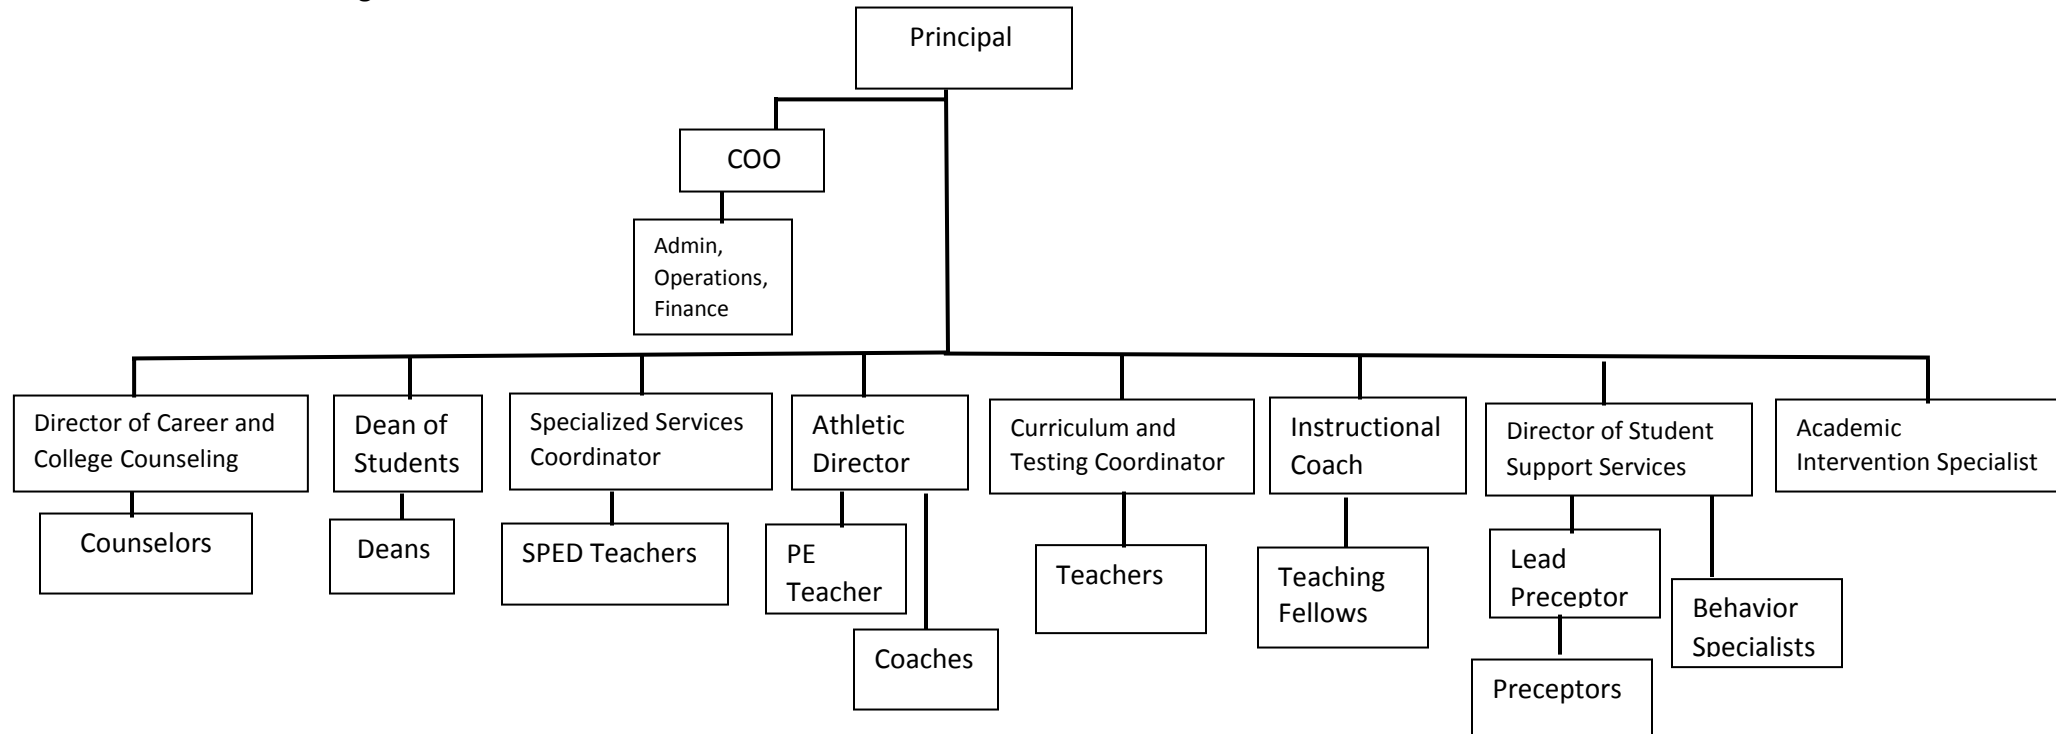 Principal
COO
Admin,
Operations,
Finance
Director of Career and
College Counseling
Dean of
Students
Specialized Services
Coordinator
Athletic
Director
Curriculum and
Testing Coordinator
Instructional
Coach
Director of Student
Support Services
Academic
Intervention Specialist
Counselors
Deans
SPED Teachers
PE
Teacher
Coaches
Teachers
Teaching
Fellows
Lead
Preceptor
Behavior
Specialists
Preceptors